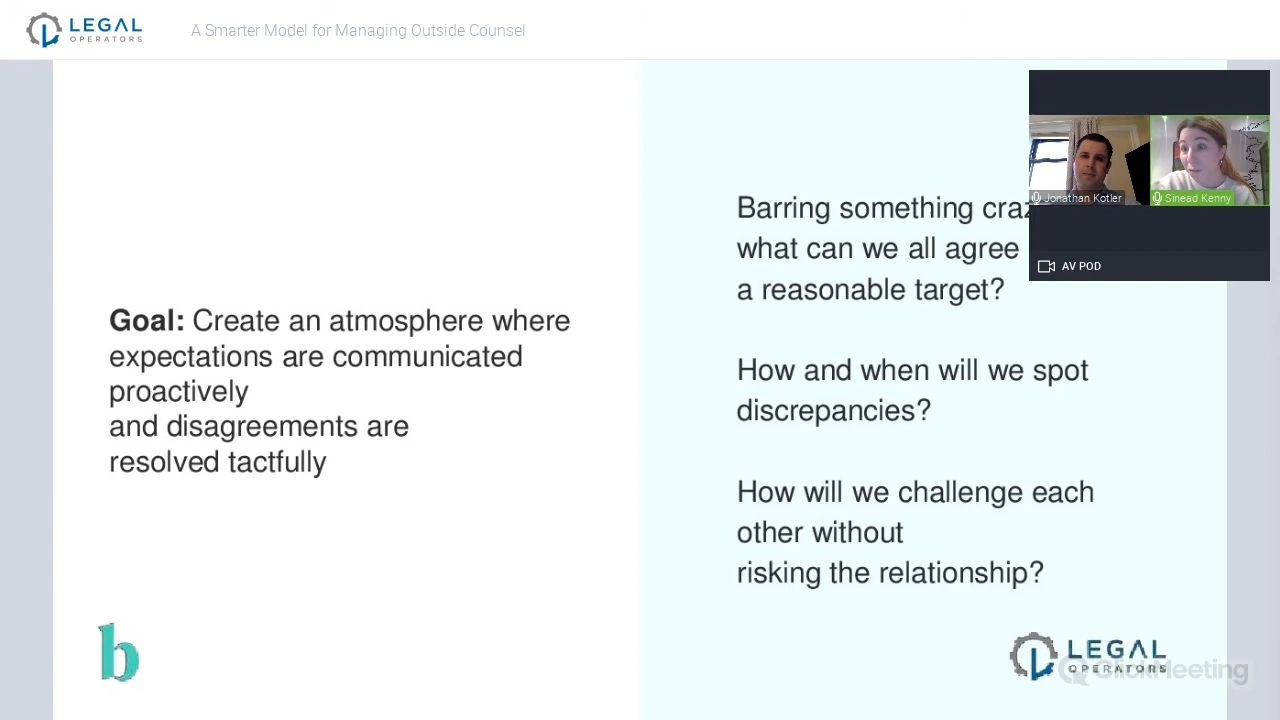 LEGAL
OPERATORS
A Smarter Model for Managing Outside Counsel
Goal: Create an atmosphere where
expectations are communicated
proactively
and disagreements are
resolved tactfully
Barring something
what can we all agree
a reasonable target?
How and when will we spot
discrepancies?
How will we challenge each
other without
risking the relationship?
Jonathan Kotler
Sinead Kenny
AV POD
b
LEGAL
OPERATORS
ClickMeeting